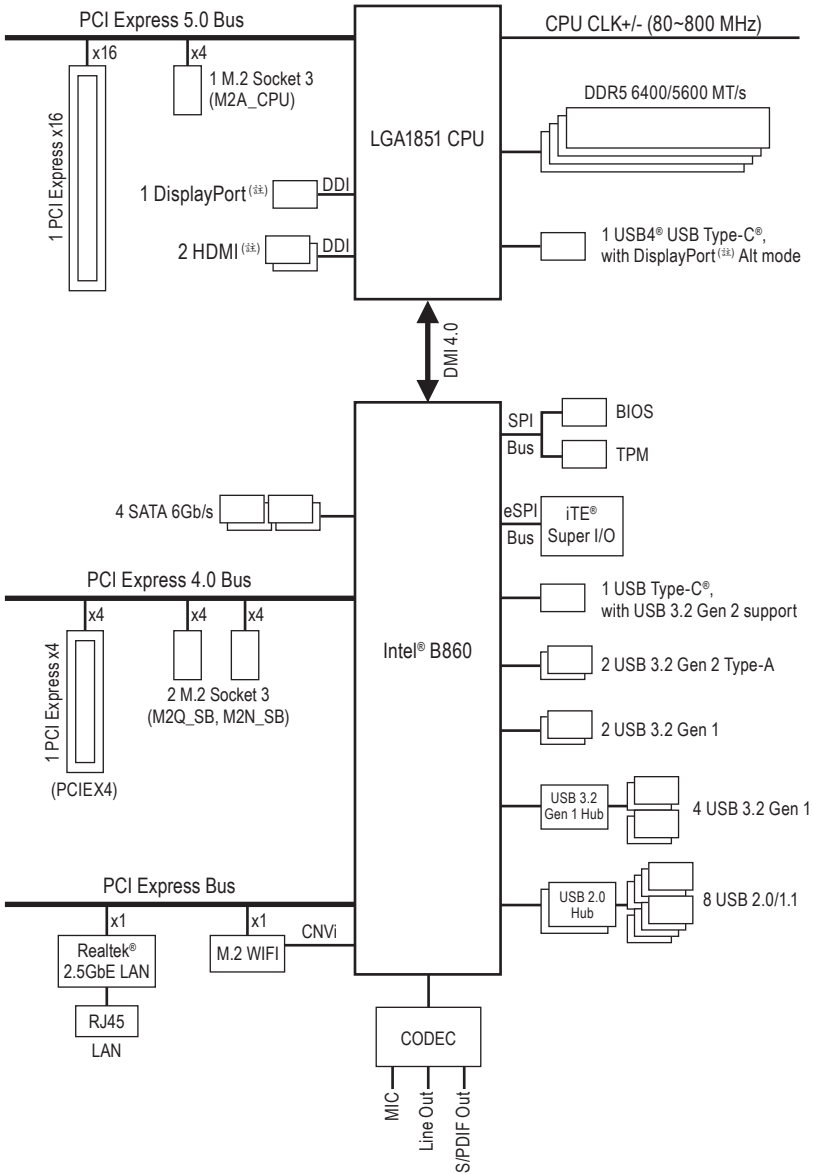 PCI Express 5.0 Bus
CPU CLK+/- (80~800 MHz)
x16
x4
1 M.2 Socket 3
(M2A_CPU)
1 PCI Express x16
LGA1851 CPU
DDR5 6400/5600 MT/s
1 DisplayPort(註)
DDI
2 HDMI(註)
DDI
1 USB4® USB Type-C®,
with DisplayPort(註) Alt mode
DMI 4.0
SPI
Bus
BIOS
TPM
4 SATA 6Gb/s
eSPI
Bus
iTE®
Super I/O
PCI Express 4.0 Bus
x4
x4
x4
1 PCI Express x4
(PCIEX4)
2 M.2 Socket 3
(M2Q_SB, M2N_SB)
Intel® B860
1 USB Type-C®,
with USB 3.2 Gen 2 support
2 USB 3.2 Gen 2 Type-A
2 USB 3.2 Gen 1
USB 3.2
Gen 1 Hub
4 USB 3.2 Gen 1
PCI Express Bus
x1
x1
CNVi
Realtek®
2.5GbE LAN
M.2 WIFI
RJ45
LAN
USB 2.0
Hub
8 USB 2.0/1.1
CODEC
MIC
Line Out
S/PDIF Out